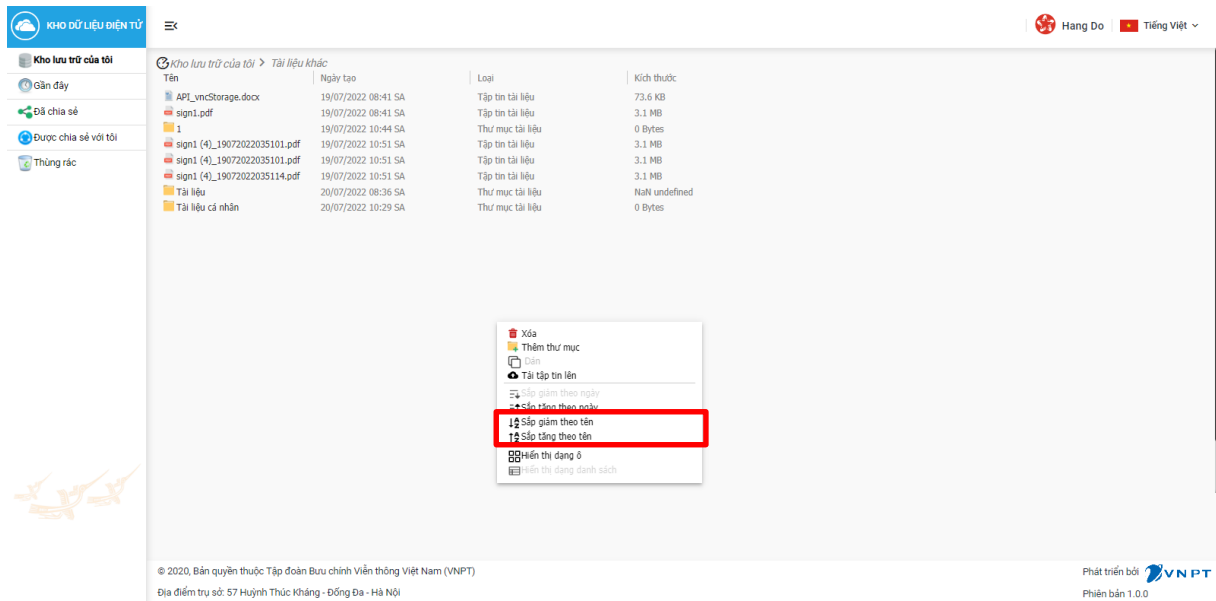 KHO DỮ LIỆU ĐIỆN TỬ
Hang Do
Tiếng Việt
Kho lưu trữ của tôi
Gần đây
Đã chia sẻ
Được chia sẻ với tôi
Thùng rác
Kho lưu trữ của tôi > Tài liệu khác
Tên Ngày tạo Loại Kích thước
API_vncStorage.docx 19/07/2022 08:41 SA Tập tin tài liệu 73.6 KB
sign1.pdf 19/07/2022 08:41 SA Tập tin tài liệu 3.1 MB
1 19/07/2022 10:44 SA Thư mục tài liệu 0 Bytes
sign1 (4)_19072022035101.pdf 19/07/2022 10:51 SA Tập tin tài liệu 3.1 MB
sign1 (4)_19072022035101.pdf 19/07/2022 10:51 SA Tập tin tài liệu 3.1 MB
sign1 (4)_19072022035114.pdf 19/07/2022 10:51 SA Tập tin tài liệu 3.1 MB
Tài liệu 20/07/2022 08:36 SA Thư mục tài liệu NaN undefined
Tài liệu cá nhân 20/07/2022 10:29 SA Thư mục tài liệu 0 Bytes
Xóa
Thêm thư mục
Dán
Tải tập tin lên
Sắp giảm theo ngày
Sắp tăng theo ngày
Sắp giảm theo tên
Sắp tăng theo tên
Hiển thị dạng ô
Hiển thị dạng danh sách
© 2020, Bản quyền thuộc Tập đoàn Bưu chính Viễn thông Việt Nam (VNPT)
Địa điểm trụ sở: 57 Huỳnh Thúc Kháng - Đống Đa - Hà Nội
Phát triển bởi VNPT
Phiên bản 1.0.0